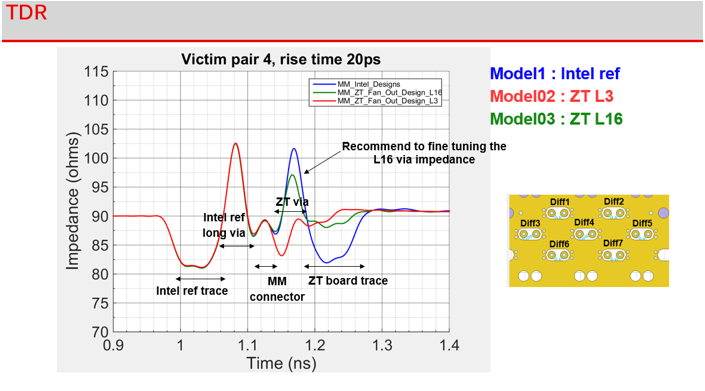 TDR
Victim pair 4, rise time 20ps
Impedance (ohms)
115
110
105
100
95
90
85
80
75
70
0.9
1
1.1
1.2
1.3
1.4
Time (ns)
MM_Intel_Designs
MM_ZT_Fan_Out_Design_L16
MM_ZT_Fan_Out_Design_L3
Recommend to fine tuning the
L16 via impedance
ZT via
Intel ref
long via
Intel ref trace
MM
connector
ZT board trace
Model1 : Intel ref
Model02 : ZT L3
Model03 : ZT L16
Diff1
Diff2
Diff3
Diff4
Diff5
Diff6
Diff7